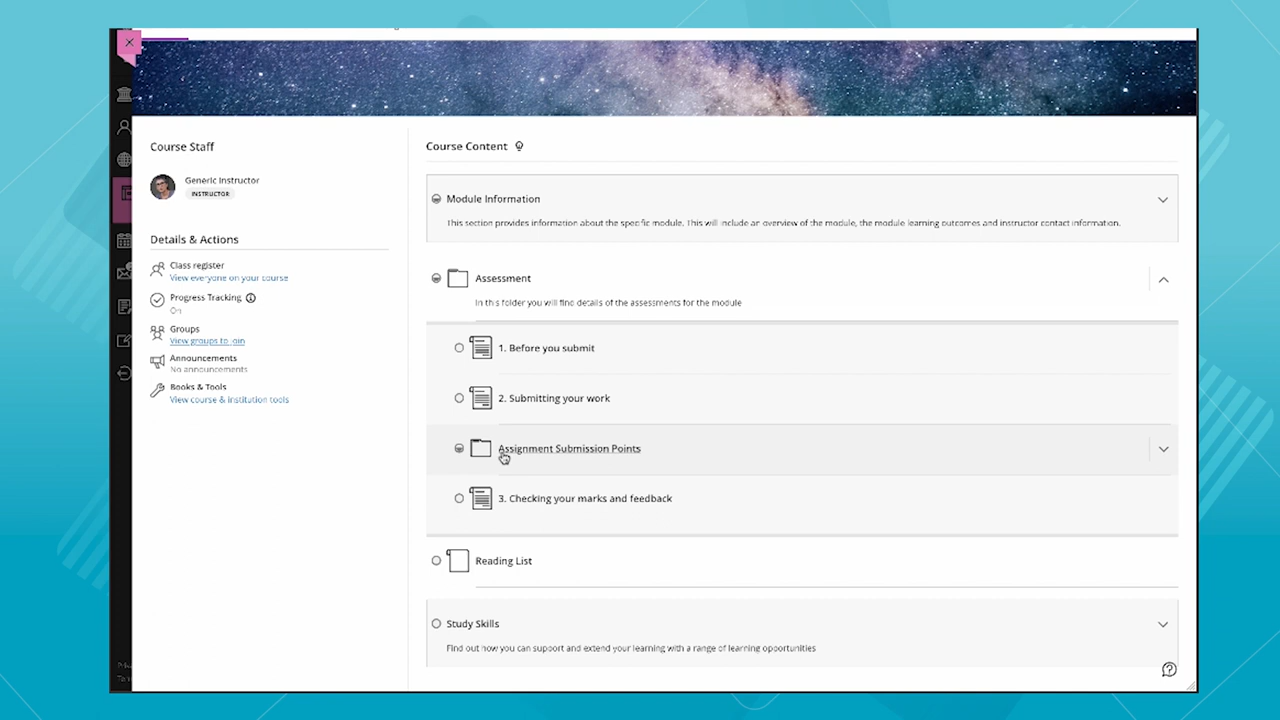 Course Staff
Generic Instructor
INSTRUCTOR
Details & Actions
Class register
View everyone on your course
Progress Tracking
On
Groups
View groups to join
Announcements
No announcements
Books & Tools
View course & institution tools
Course Content
Module Information
This section provides information about the specific module. This will include an overview of the module, the module learning outcomes and instructor contact information.
Assessment
In this folder you will find details of the assessments for the module
1. Before you submit
2. Submitting your work
Assignment Submission Points
3. Checking your marks and feedback
Reading List
Study Skills
Find out how you can support and extend your learning with a range of learning opportunities